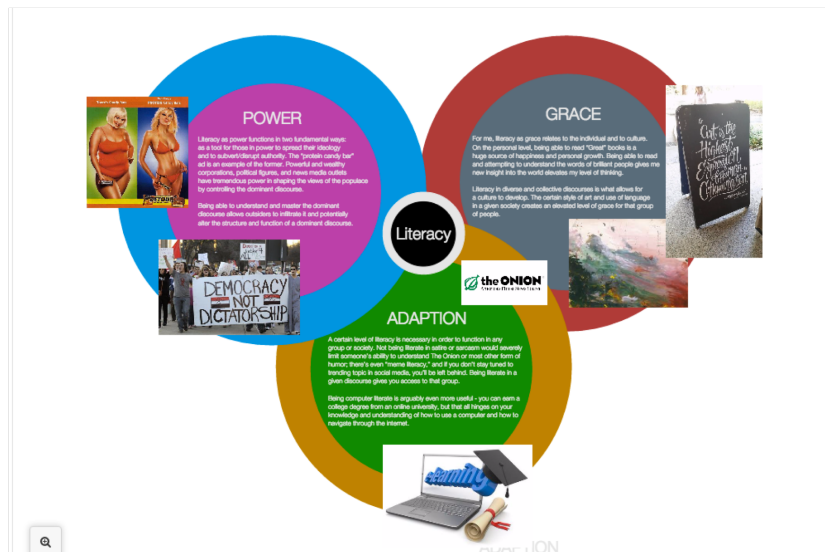 POWER
Literacy as power functions in two fundamental ways:
as a tool for those in power to spread their ideology
and to subvert/disrupt authority. The "protein candy bar"
ad is an example of the former. Powerful and wealthy
corporations, political figures, and news media outlets
have tremendous power in shaping the views of the populace
by controlling the dominant discourse.
Being able to understand and master the dominant
discourse allows outsiders to infiltrate it and potentially
alter the structure and function of a dominant discourse.
DEMOCRACY
NOT
DICTATORSHIP
GRACE
For me, literacy as grace relates to the individual and to culture.
On the personal level, being able to read "Great" books is a
huge source of happiness and personal growth. Being able to read
and attempting to understand the words of brilliant people gives me
new insight into the world elevates my level of thinking.
Literacy in diverse and collective discourses is what allows for
a culture to develop. The certain style of art and use of language
in a given society creates an elevated level of grace for that group
of people.
Art is the
Highest
Literacy
the ONION
ADAPTION
A certain level of literacy is necessary in order to function in any
group or society. Not being literate in satire or sarcasm would severely
limit someone's ability to understand The Onion or most other form of
humor; there's even "meme literacy," and if you don't stay tuned to
trending topic in social media, you'll be left behind. Being literate in a
given discourse gives you access to that group.
Being computer literate is arguably even more useful - you can earn a
college degree from an online university, but that all hinges on your
knowledge and understanding of how to use a computer and how to
navigate through the internet.
e-learning